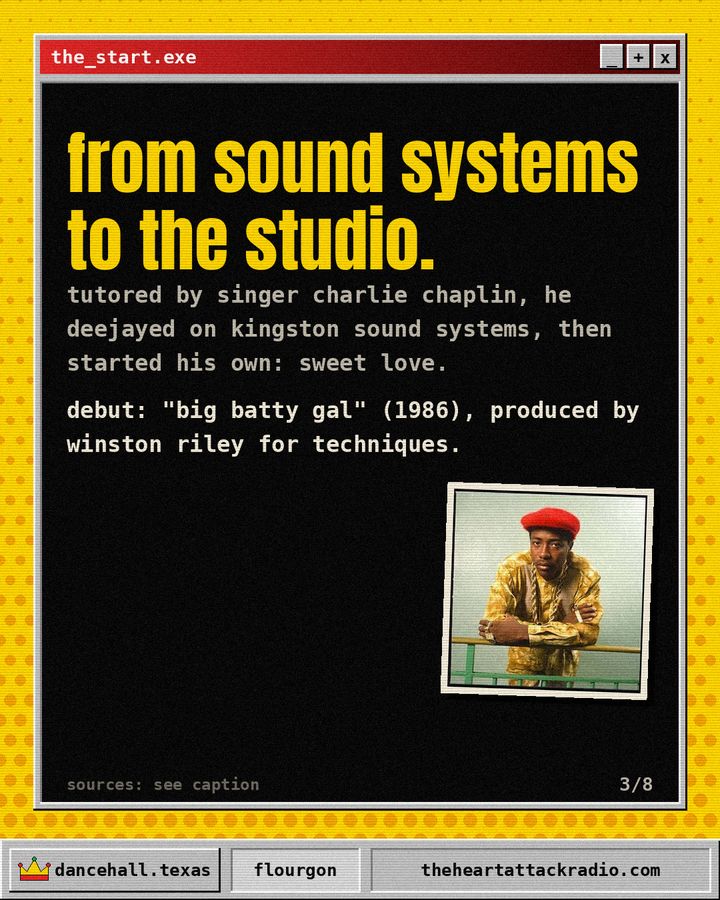 the_start.exe
_ + x
from sound systems
to the studio.
tutored by singer charlie chaplin, he
deejayed on kingston sound systems, then
started his own: sweet love.
debut: "big batty gal" (1986), produced by
winston riley for techniques.
sources: see caption
3/8
dancehall.texas
flourgon
theheartattackradio.com